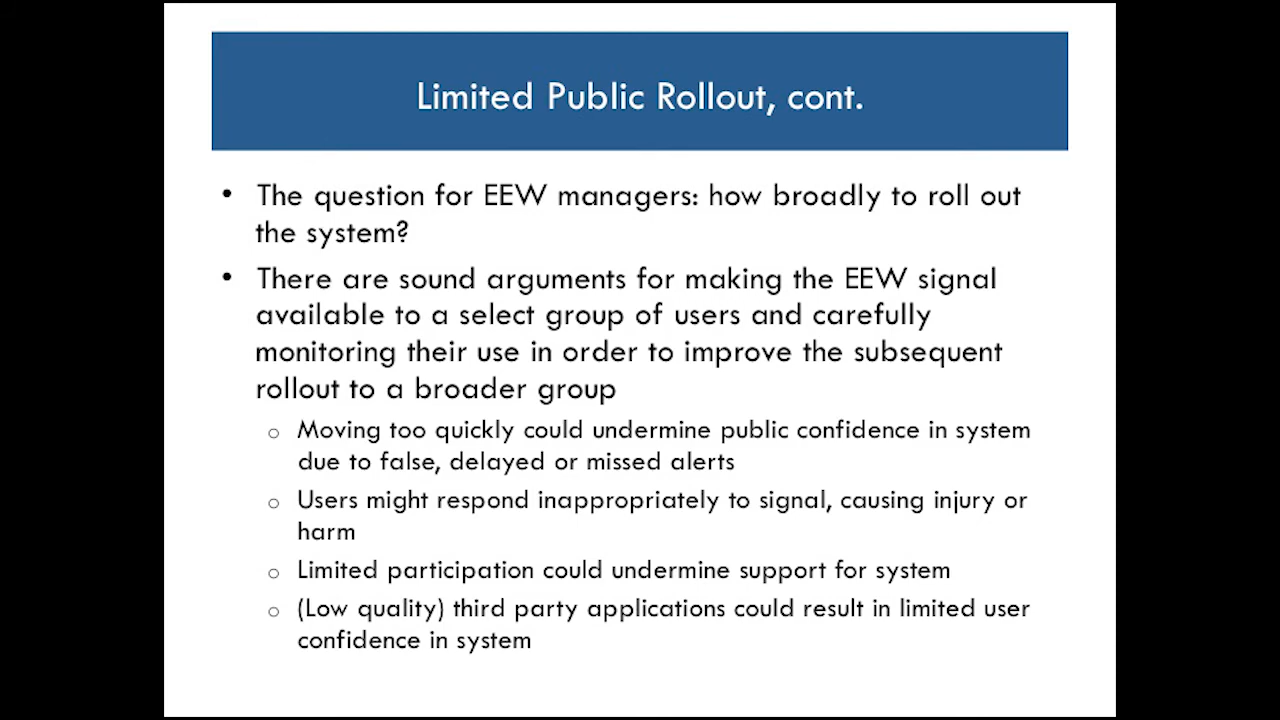 Limited Public Rollout, cont.
• The question for EEW managers: how broadly to roll out
the system?
• There are sound arguments for making the EEW signal
available to a select group of users and carefully
monitoring their use in order to improve the subsequent
rollout to a broader group
o Moving too quickly could undermine public confidence in system
due to false, delayed or missed alerts
o Users might respond inappropriately to signal, causing injury or
harm
o Limited participation could undermine support for system
o (Low quality) third party applications could result in limited user
confidence in system